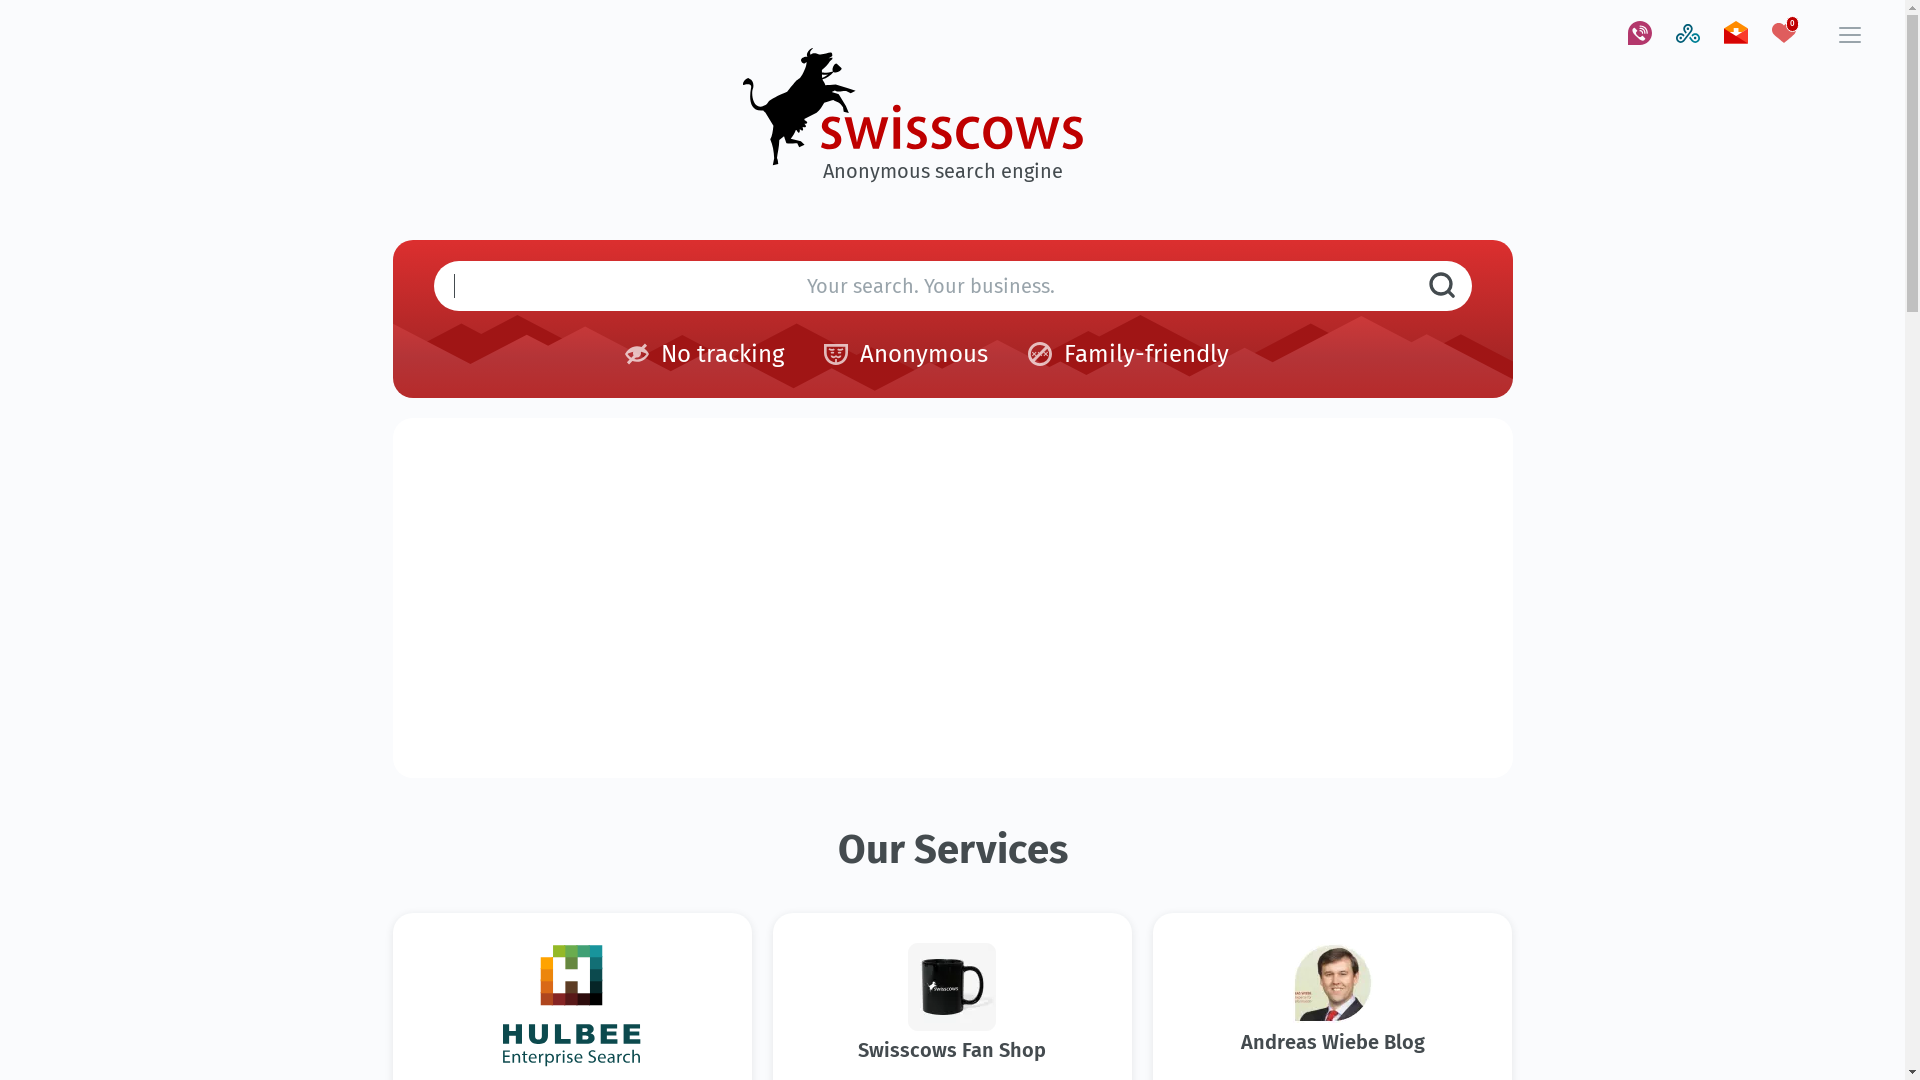 0
swisscows
Anonymous search engine
Your search. Your business.
No tracking
Anonymous
Family-friendly
Our Services
HULBEE
Enterprise Search
swisscows
Swisscows Fan Shop
Andreas Wiebe Blog